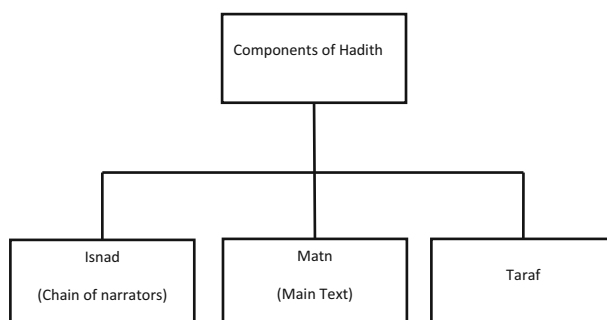 Components of Hadith
Isnad
(Chain of narrators)
Matn
(Main Text)
Taraf